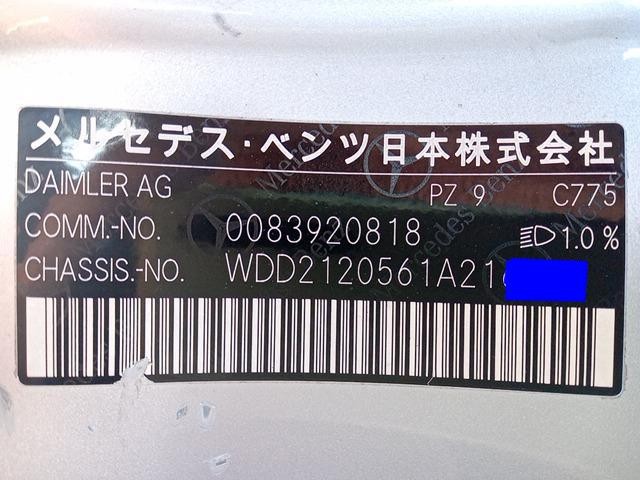 メルセデス・ベンツ日本株式会社
DAIMLER AG PZ 9 C775
COMM.-NO. 0083920818 1.0 %
CHASSIS.-NO. WDD2120561A21